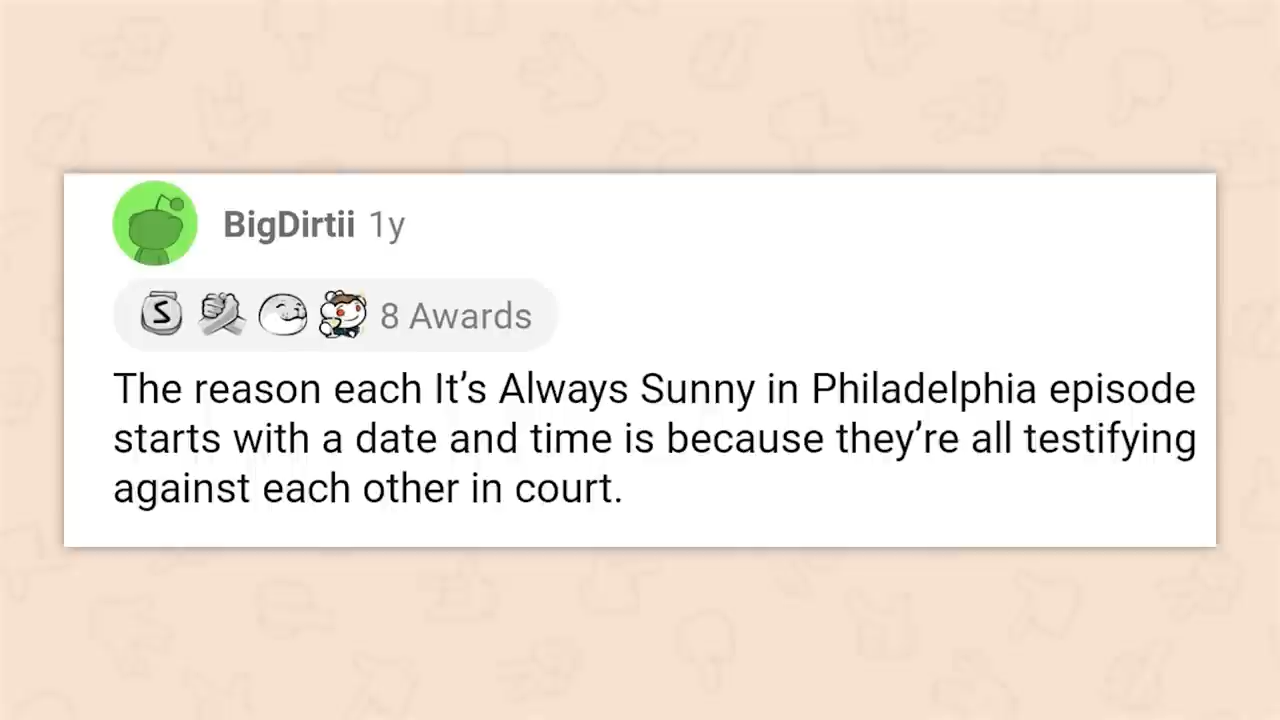 BigDirtii 1y
8 Awards
The reason each It’s Always Sunny in Philadelphia episode
starts with a date and time is because they’re all testifying
against each other in court.